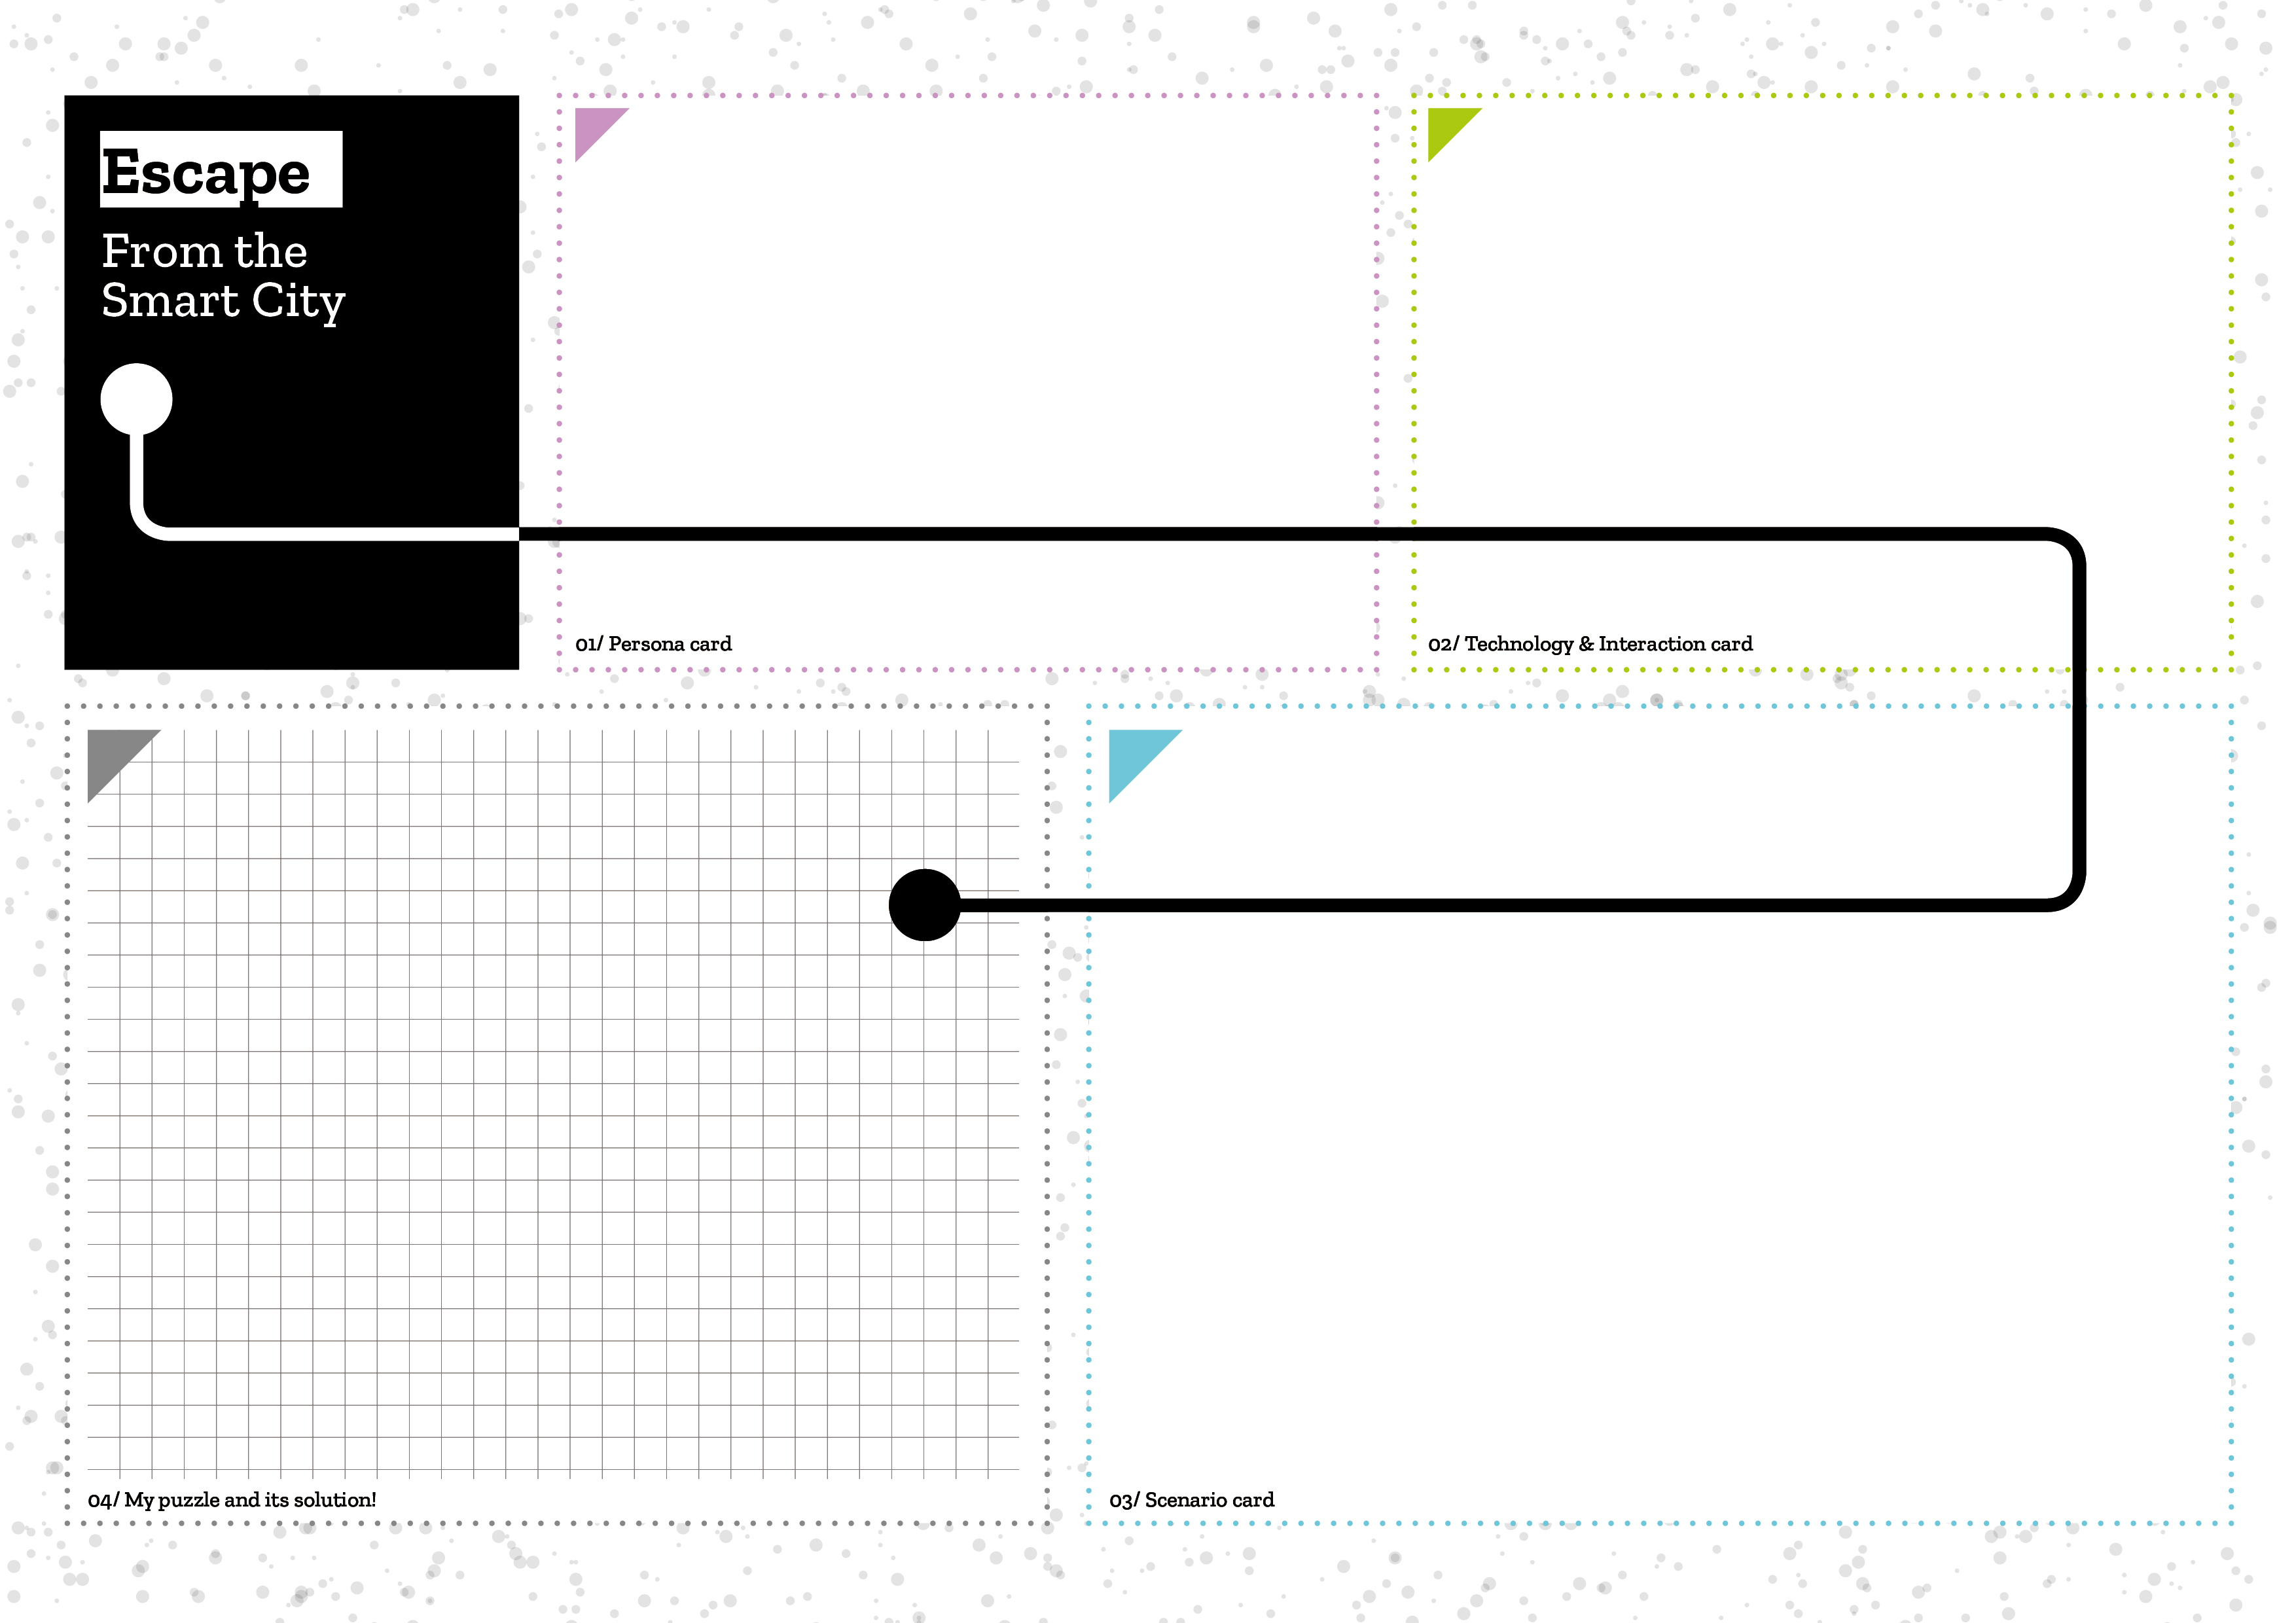 Escape
From the
Smart City
01/ Persona card
02/ Technology & Interaction card
04/ My puzzle and its solution!
03/ Scenario card